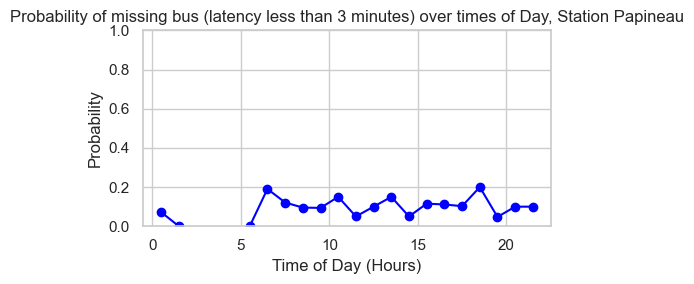 Probability of missing bus (latency less than 3 minutes) over times of Day, Station Papineau
1.0
0.8
0.6
0.4
0.2
0.0
Probability
0 5 10 15 20
Time of Day (Hours)